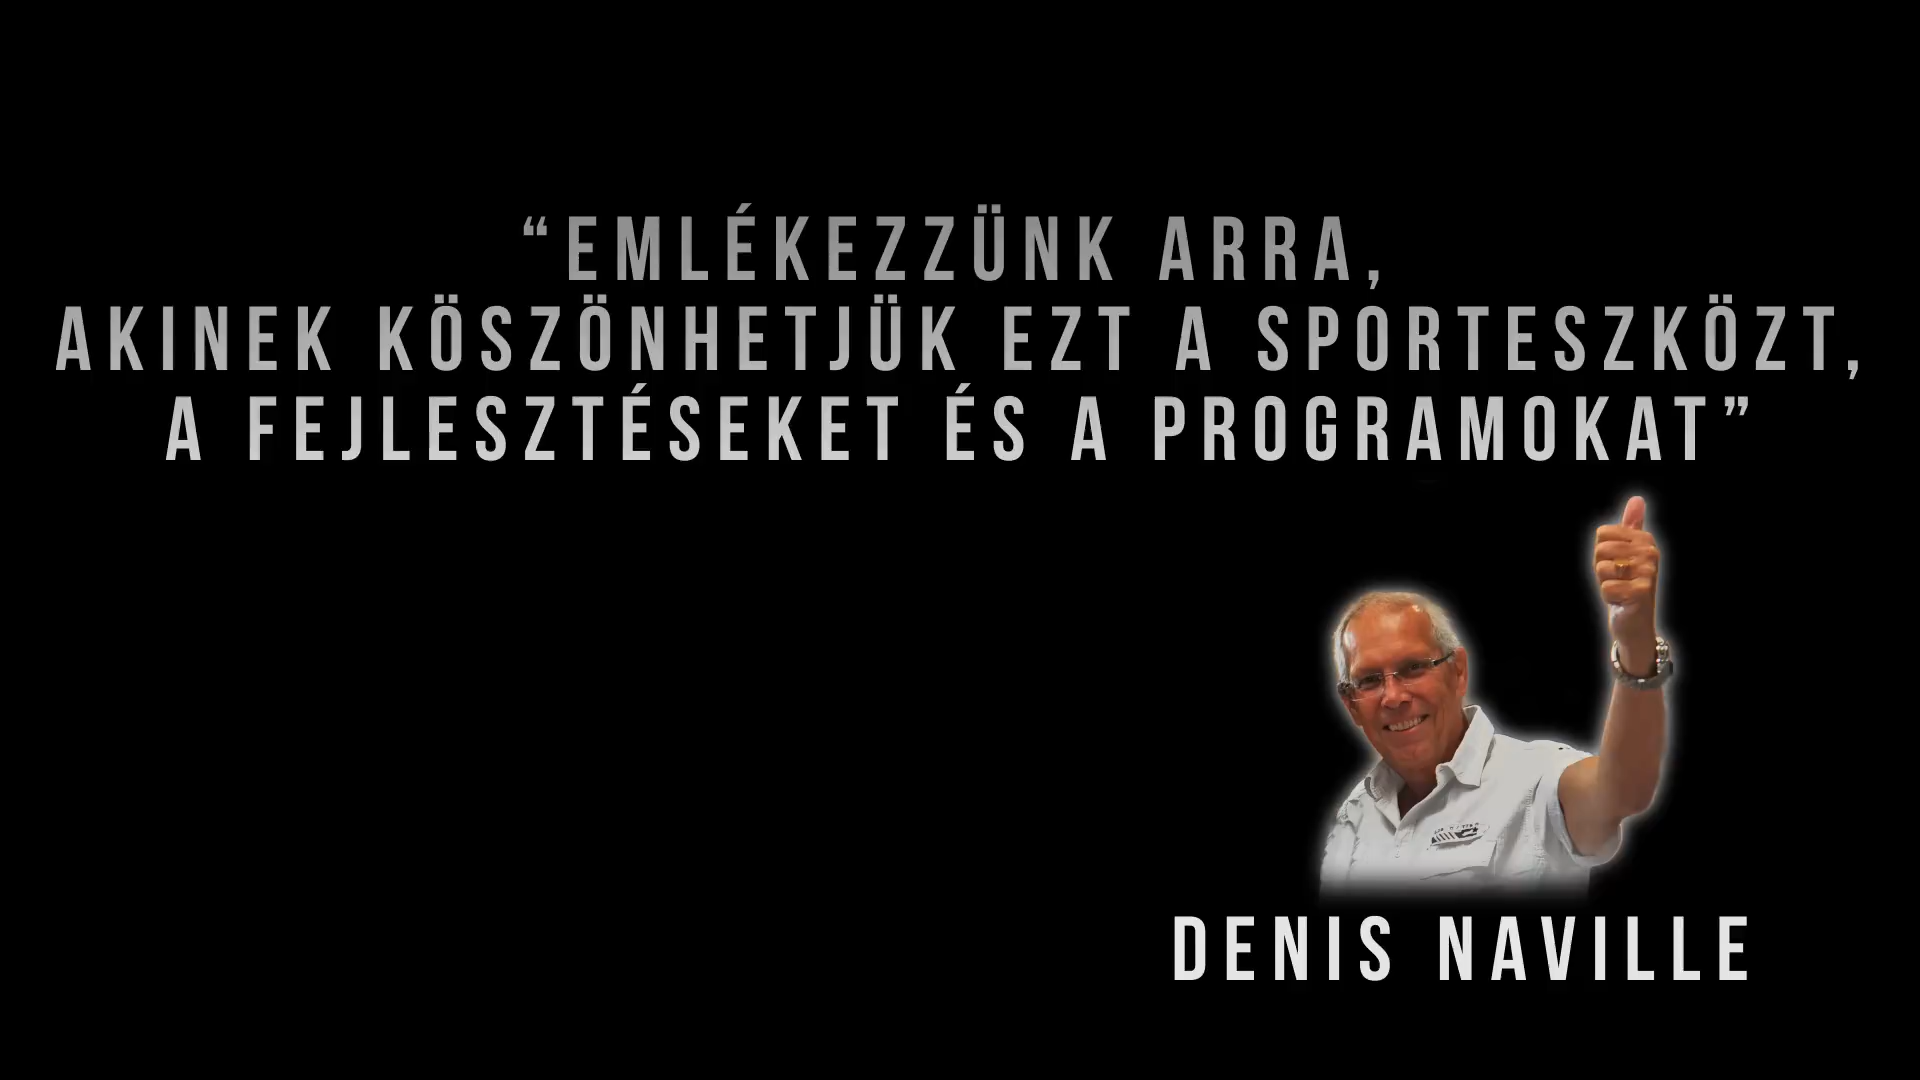 “EMLÉKEZZÜNK ARRA,
AKINEK KÖSZÖNHETJÜK EZT A SPORTESZKÖZT,
A FEJLESZTÉSEKET ÉS A PROGRAMOKAT”
DENIS NAVILLE